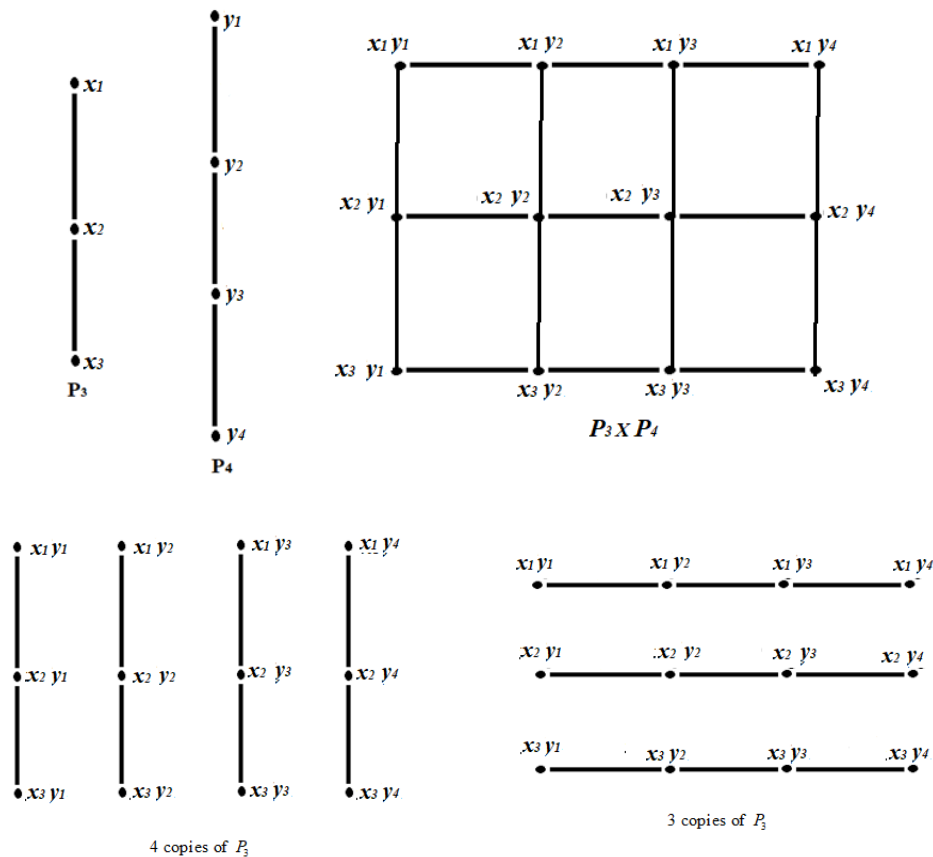 x1
x2
x3
P3
y1
y2
y3
y4
P4
x1 y1 x1 y2 x1 y3 x1 y4
x2 y1 x2 y2 x2 y3 x2 y4
x3 y1 x3 y2 x3 y3 x3 y4
P3 X P4
x1 y1 x1 y2 x1 y3 x1 y4
x2 y1 x2 y2 x2 y3 x2 y4
x3 y1 x3 y2 x3 y3 x3 y4
4 copies of P3
x1 y1 x1 y2 x1 y3 x1 y4
x2 y1 x2 y2 x2 y3 x2 y4
x3 y1 x3 y2 x3 y3 x3 y4
3 copies of P3